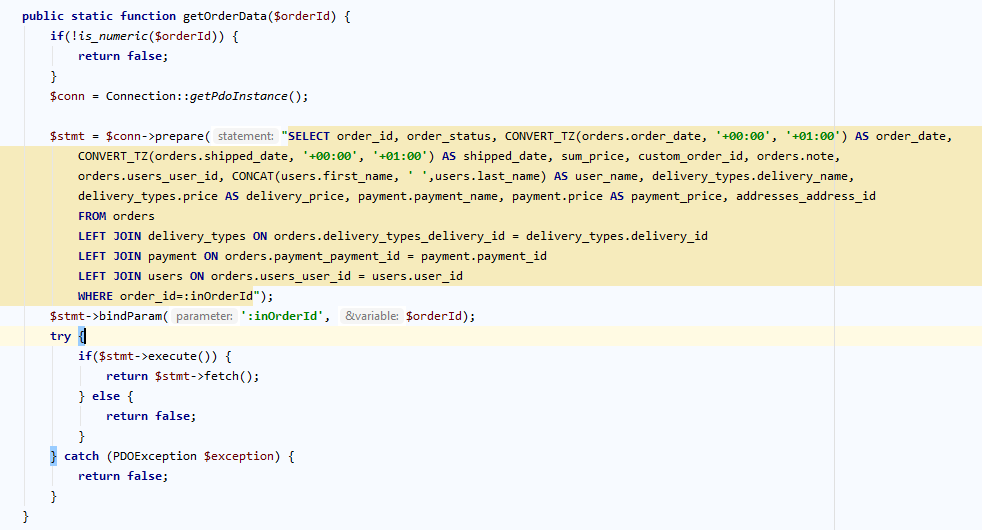 public static function getOrderData($orderId) {
if(!is_numeric($orderId)) {
return false;
}
$conn = Connection::getPdoInstance();
$stmt = $conn->prepare( statement: "SELECT order_id, order_status, CONVERT_TZ(orders.order_date, '+00:00', '+01:00') AS order_date,
CONVERT_TZ(orders.shipped_date, '+00:00', '+01:00') AS shipped_date, sum_price, custom_order_id, orders.note,
orders.users_user_id, CONCAT(users.first_name, ' ',users.last_name) AS user_name, delivery_types.delivery_name,
delivery_types.price AS delivery_price, payment.payment_name, payment.price AS payment_price, addresses_address_id
FROM orders
LEFT JOIN delivery_types ON orders.delivery_types_delivery_id = delivery_types.delivery_id
LEFT JOIN payment ON orders.payment_payment_id = payment.payment_id
LEFT JOIN users ON orders.users_user_id = users.user_id
WHERE order_id=:inOrderId");
$stmt->bindParam( parameter: ':inOrderId', &variable: $orderId);
try {
if($stmt->execute()) {
return $stmt->fetch();
} else {
return false;
}
} catch (PDOException $exception) {
return false;
}
}